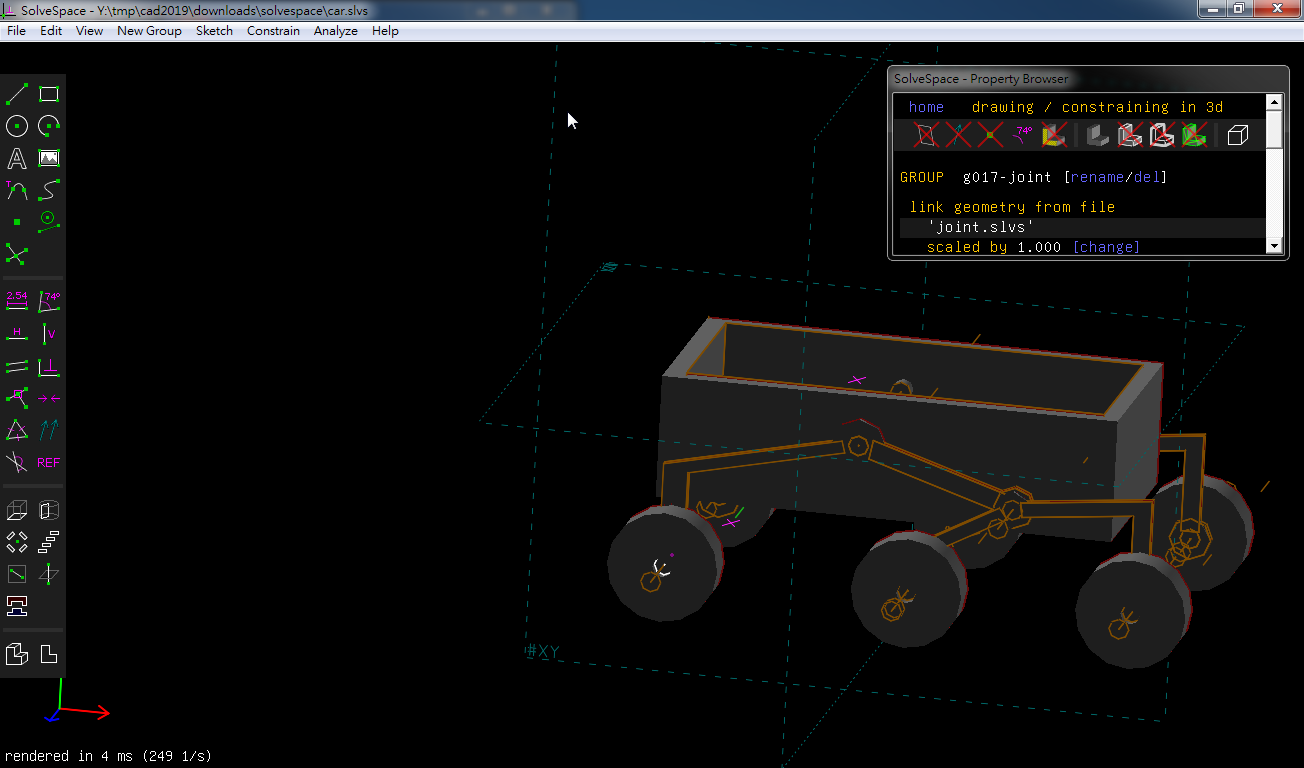 SolveSpace - Y:\tmp\cad2019\downloads\solvespace\car.slvs
File Edit View New Group Sketch Constrain Analyze Help
SolveSpace - Property Browser
home drawing / constraining in 3d
74º
GROUP g017-joint [rename/del]
link geometry from file
'joint.slvs'
scaled by 1.000 [change]
A
T
2.54 74º
H V
REF
#XY
rendered in 4 ms (249 1/s)